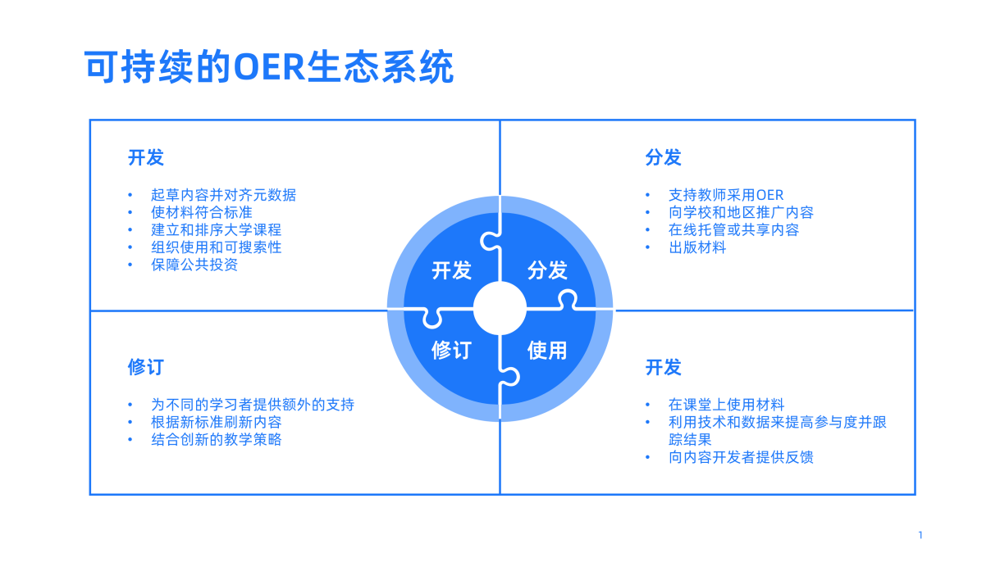 可持续的OER生态系统
开发
• 起草内容并对齐元数据
• 使材料符合标准
• 建立和排序大学课程
• 组织使用和可搜索性
• 保障公共投资
分发
• 支持教师采用OER
• 向学校和地区推广内容
• 在线托管或共享内容
• 出版材料
开发
分发
修订
使用
修订
• 为不同的学习者提供额外的支持
• 根据新标准刷新内容
• 结合创新的教学策略
开发
• 在课堂上使用材料
• 利用技术和数据来提高参与度并跟
踪结果
• 向内容开发者提供反馈
1